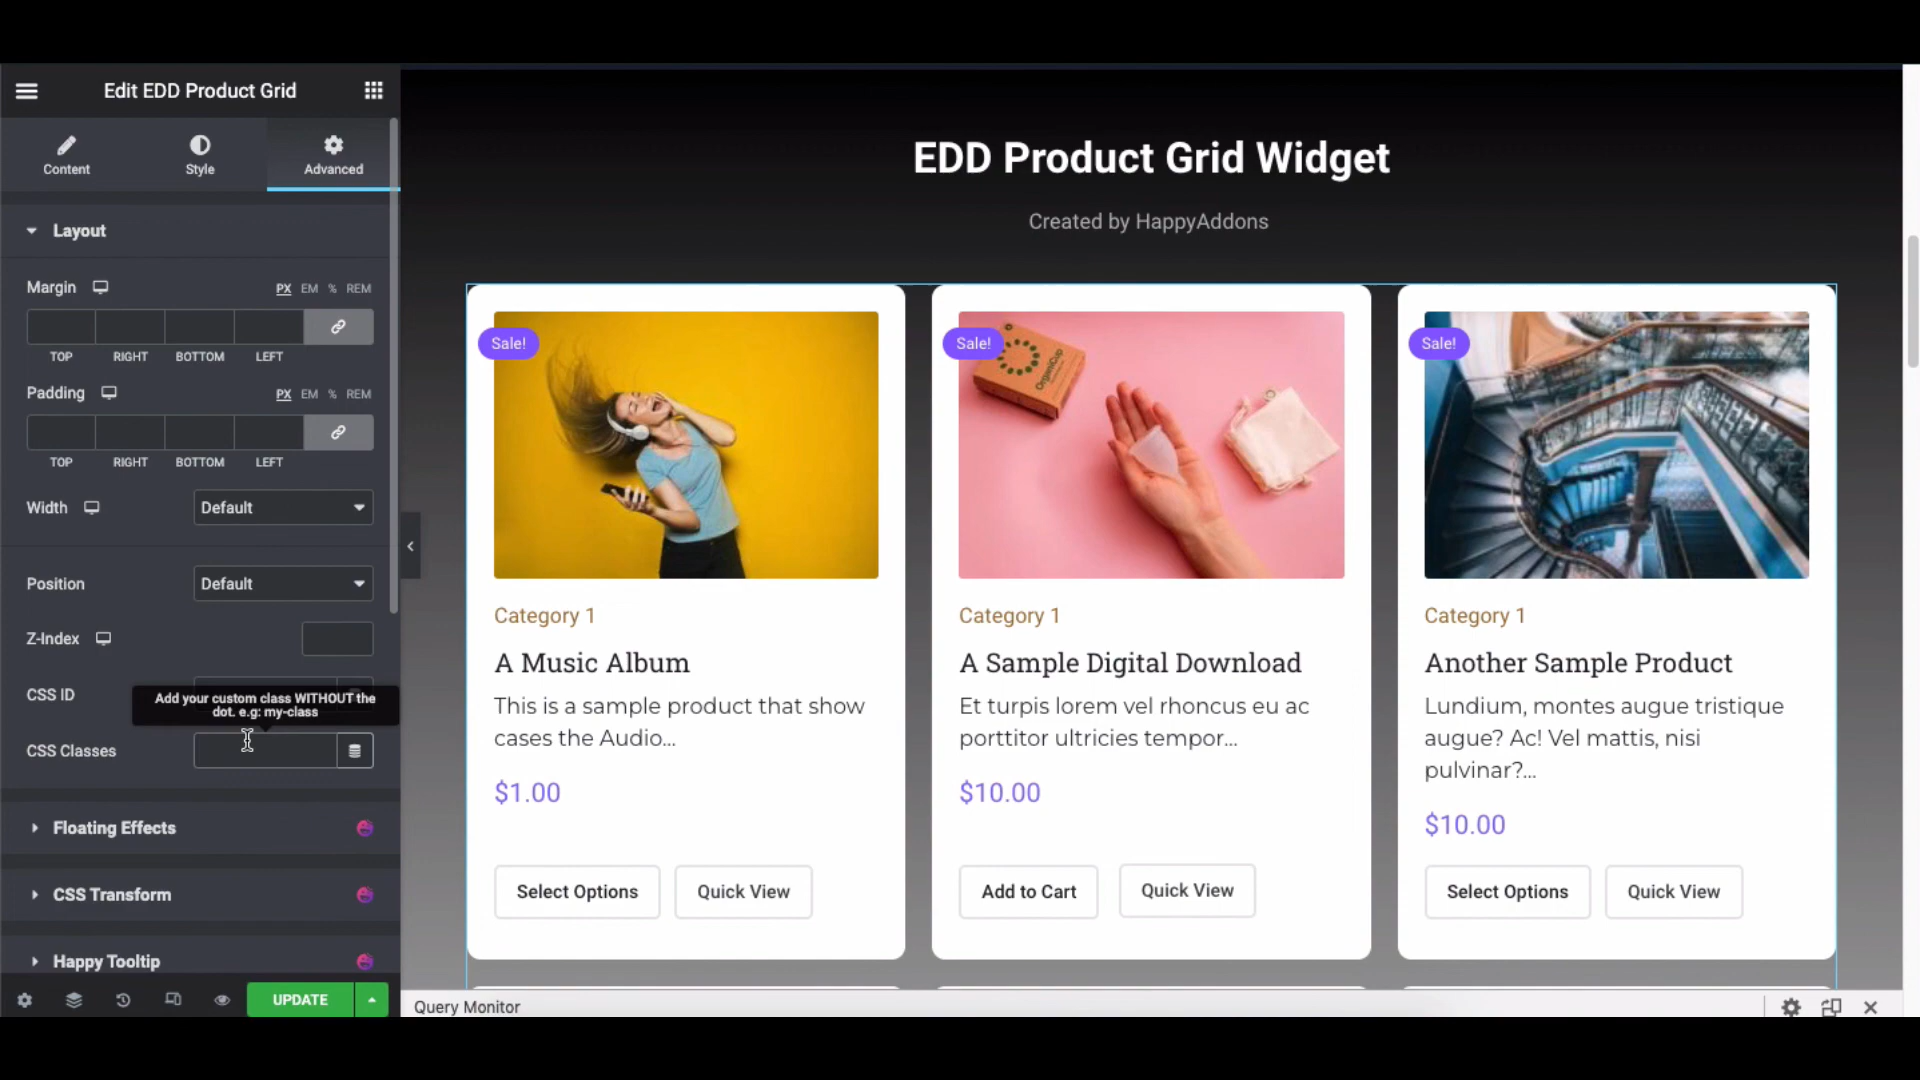 Edit EDD Product Grid
Content
Style
Advanced
Layout
Margin
PX EM % REM
TOP RIGHT BOTTOM LEFT
Padding
PX EM % REM
TOP RIGHT BOTTOM LEFT
Width
Default
Position
Default
Z-Index
CSS ID
Add your custom class WITHOUT the
dot. e.g: my-class
CSS Classes
Floating Effects
CSS Transform
Happy Tooltip
UPDATE
EDD Product Grid Widget
Created by HappyAddons
Sale!
Category 1
A Music Album
This is a sample product that show
cases the Audio...
$1.00
Select Options
Quick View
Sale!
OrganiCup
Category 1
A Sample Digital Download
Et turpis lorem vel rhoncus eu ac
porttitor ultricies tempor...
$10.00
Add to Cart
Quick View
Sale!
Category 1
Another Sample Product
Lundium, montes augue tristique
augue? Ac! Vel mattis, nisi
pulvinar?...
$10.00
Select Options
Quick View
Query Monitor